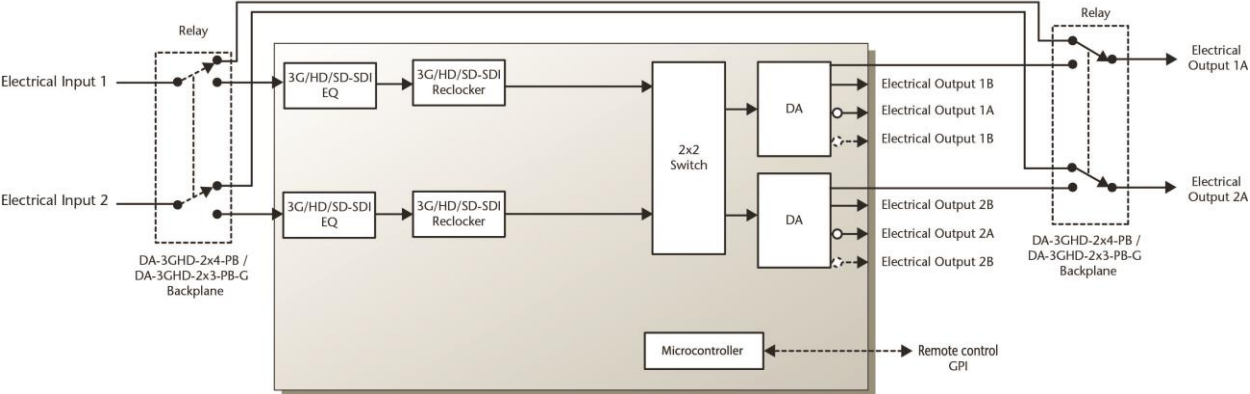 Relay
Relay
Electrical Input 1
3G/HD/SD-SDI
EQ
3G/HD/SD-SDI
Reclocker
Electrical
Output 1A
Electrical Output 1B
DA
Electrical Output 1A
Electrical Output 1B
2x2
Switch
Electrical Input 2
3G/HD/SD-SDI
EQ
3G/HD/SD-SDI
Reclocker
Electrical
Output 2A
Electrical Output 2B
DA
Electrical Output 2A
Electrical Output 2B
DA-3GHD-2x4-PB /
DA-3GHD-2x3-PB-G
Backplane
DA-3GHD-2x4-PB /
DA-3GHD-2x3-PB-G
Backplane
Microcontroller
Remote control
GPI